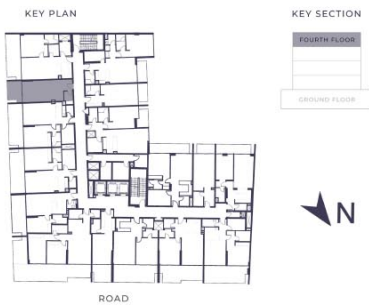 KEY PLAN
KEY SECTION
FOURTH FLOOR
GROUND FLOOR
N
ROAD